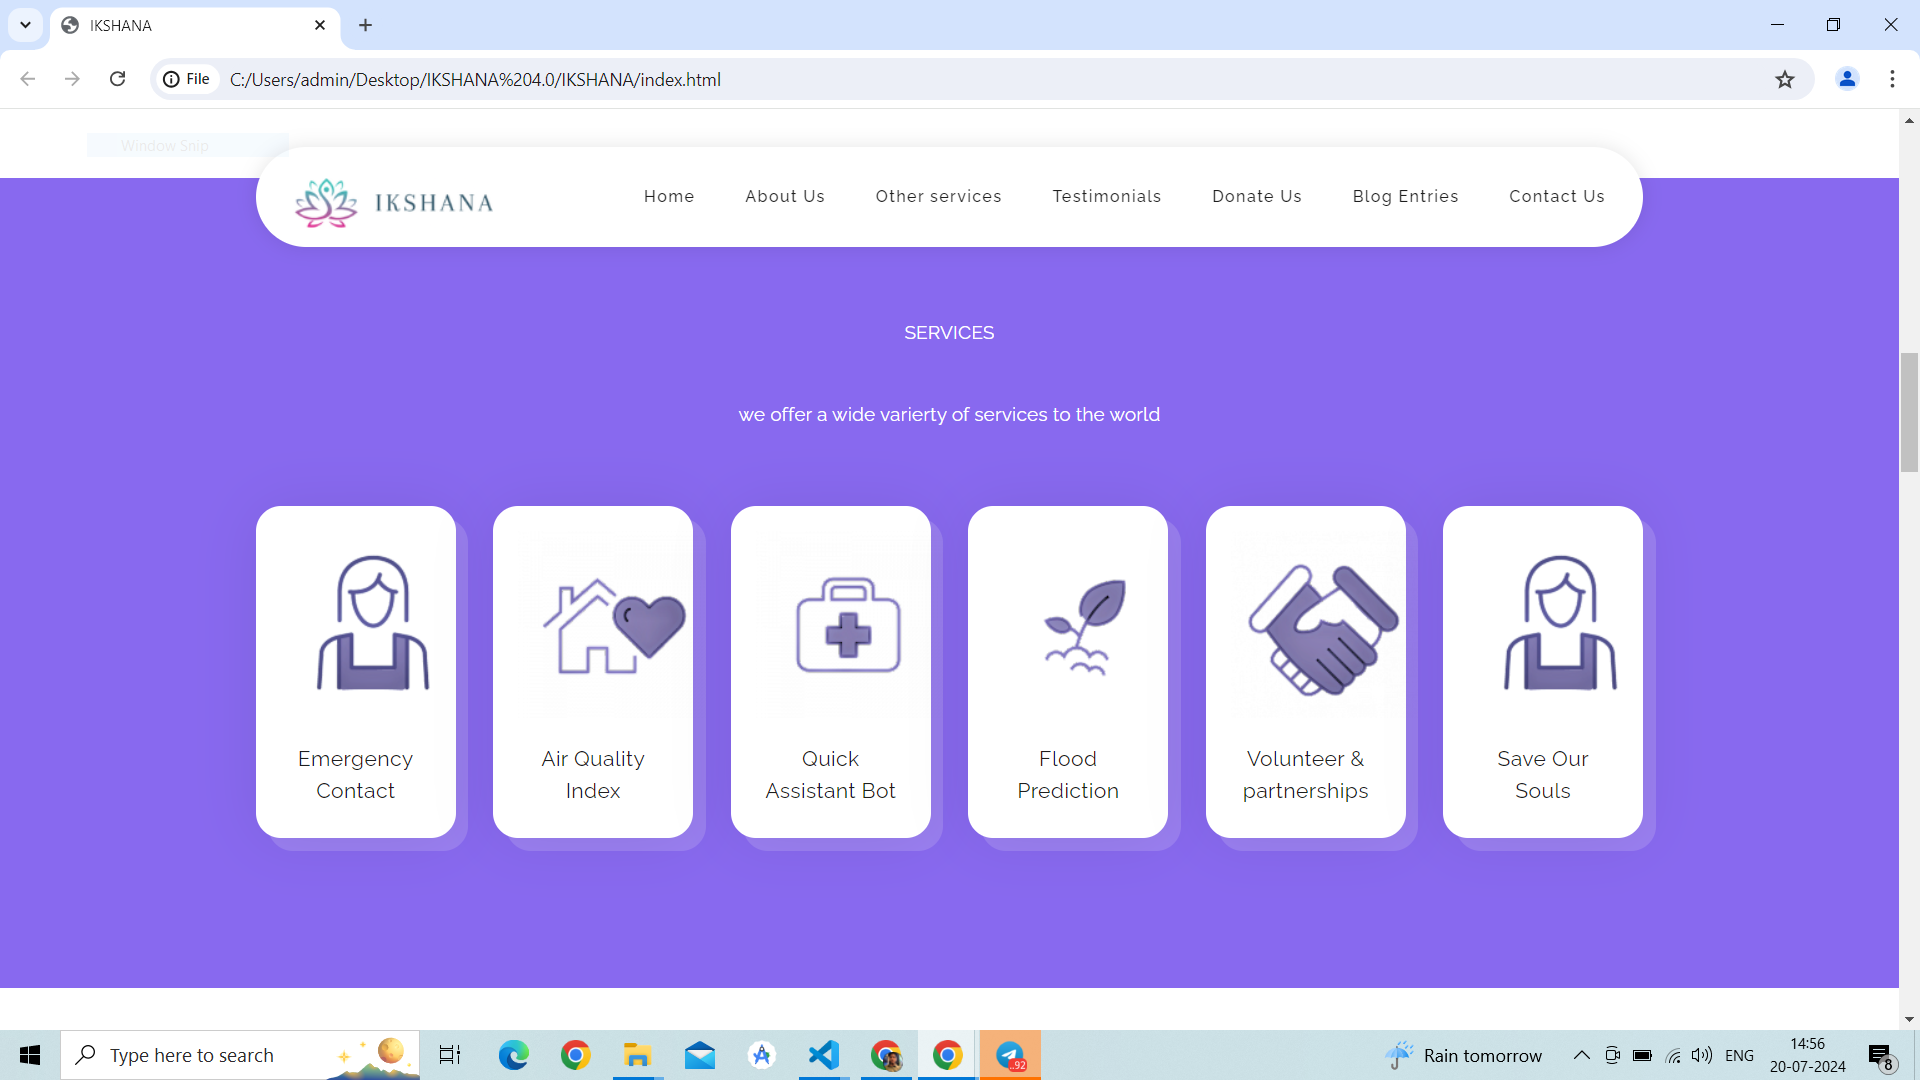 IKSHANA
File C:/Users/admin/Desktop/IKSHANA%204.0/IKSHANA/index.html
Window Snip
IKSHANA Home About Us Other services Testimonials Donate Us Blog Entries Contact Us
SERVICES
we offer a wide varierty of services to the world
Emergency
Contact
Air Quality
Index
Quick
Assistant Bot
Flood
Prediction
Volunteer &
partnerships
Save Our
Souls
Type here to search
..92
Rain tomorrow
ENG
14:56
20-07-2024
8